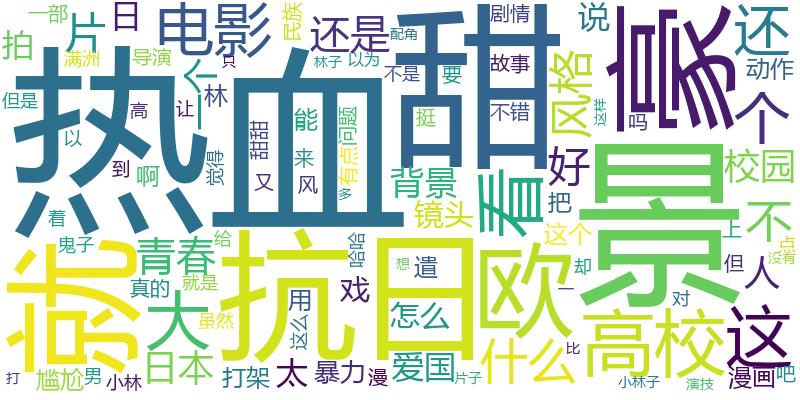 一部
片
日
电影
民族
还是
配角
剧情
说
还
拍
满洲
导演
个
只
林子
以为
故事
动作
但是
不是
要
热血
甜
豪
高
让
林
能
问题
挺
不错
风格
这样
吗
个
以
到
啊
觉得
甜甜
来
又
风
有点
多
背景
看
好
景
校园
着
鬼子
青春
给
真的
就是
哈哈
想
遣
镜头
这个
把
却
上
不
点
没有
但
人
就
抗日
欧
大
虽然
用
这么
戏
怎么
一
对
高校
这
打
尴尬
男
小林
日本
打架
太
暴力
漫
爱国
片子
什么
比
小林子
演技
漫画
吧